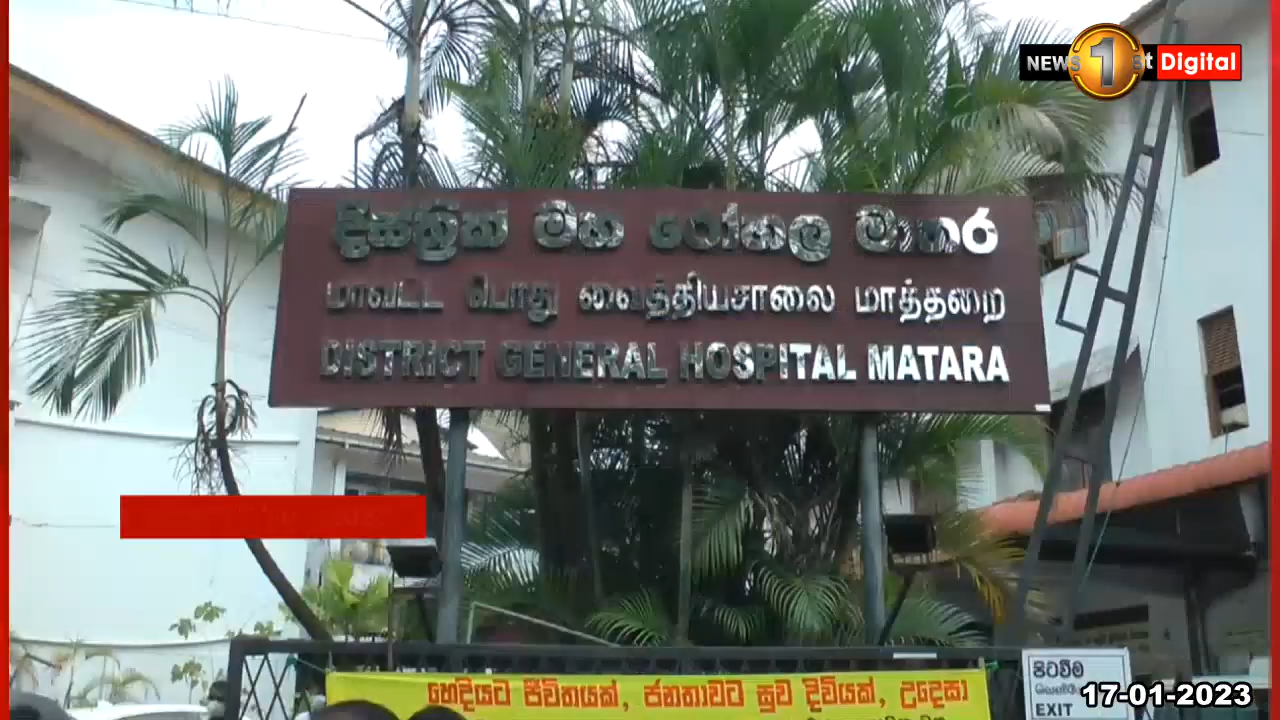 NEWS 1st Digital
දිස්ත්‍රික් මහ රෝහල මාතර
மாவட்ட பொது வைத்தியசாலை மாத்தறை
DISTRICT GENERAL HOSPITAL MATARA
හෙදියට ජීවිතයක්, ජනතාවට සුව දිවියක්, උදෙසා
පිටවීම
EXIT
17-01-2023